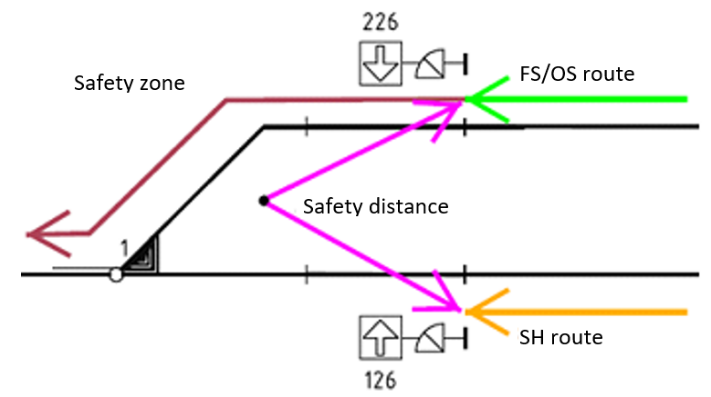 226
FS/OS route
Safety zone
Safety distance
1
SH route
126